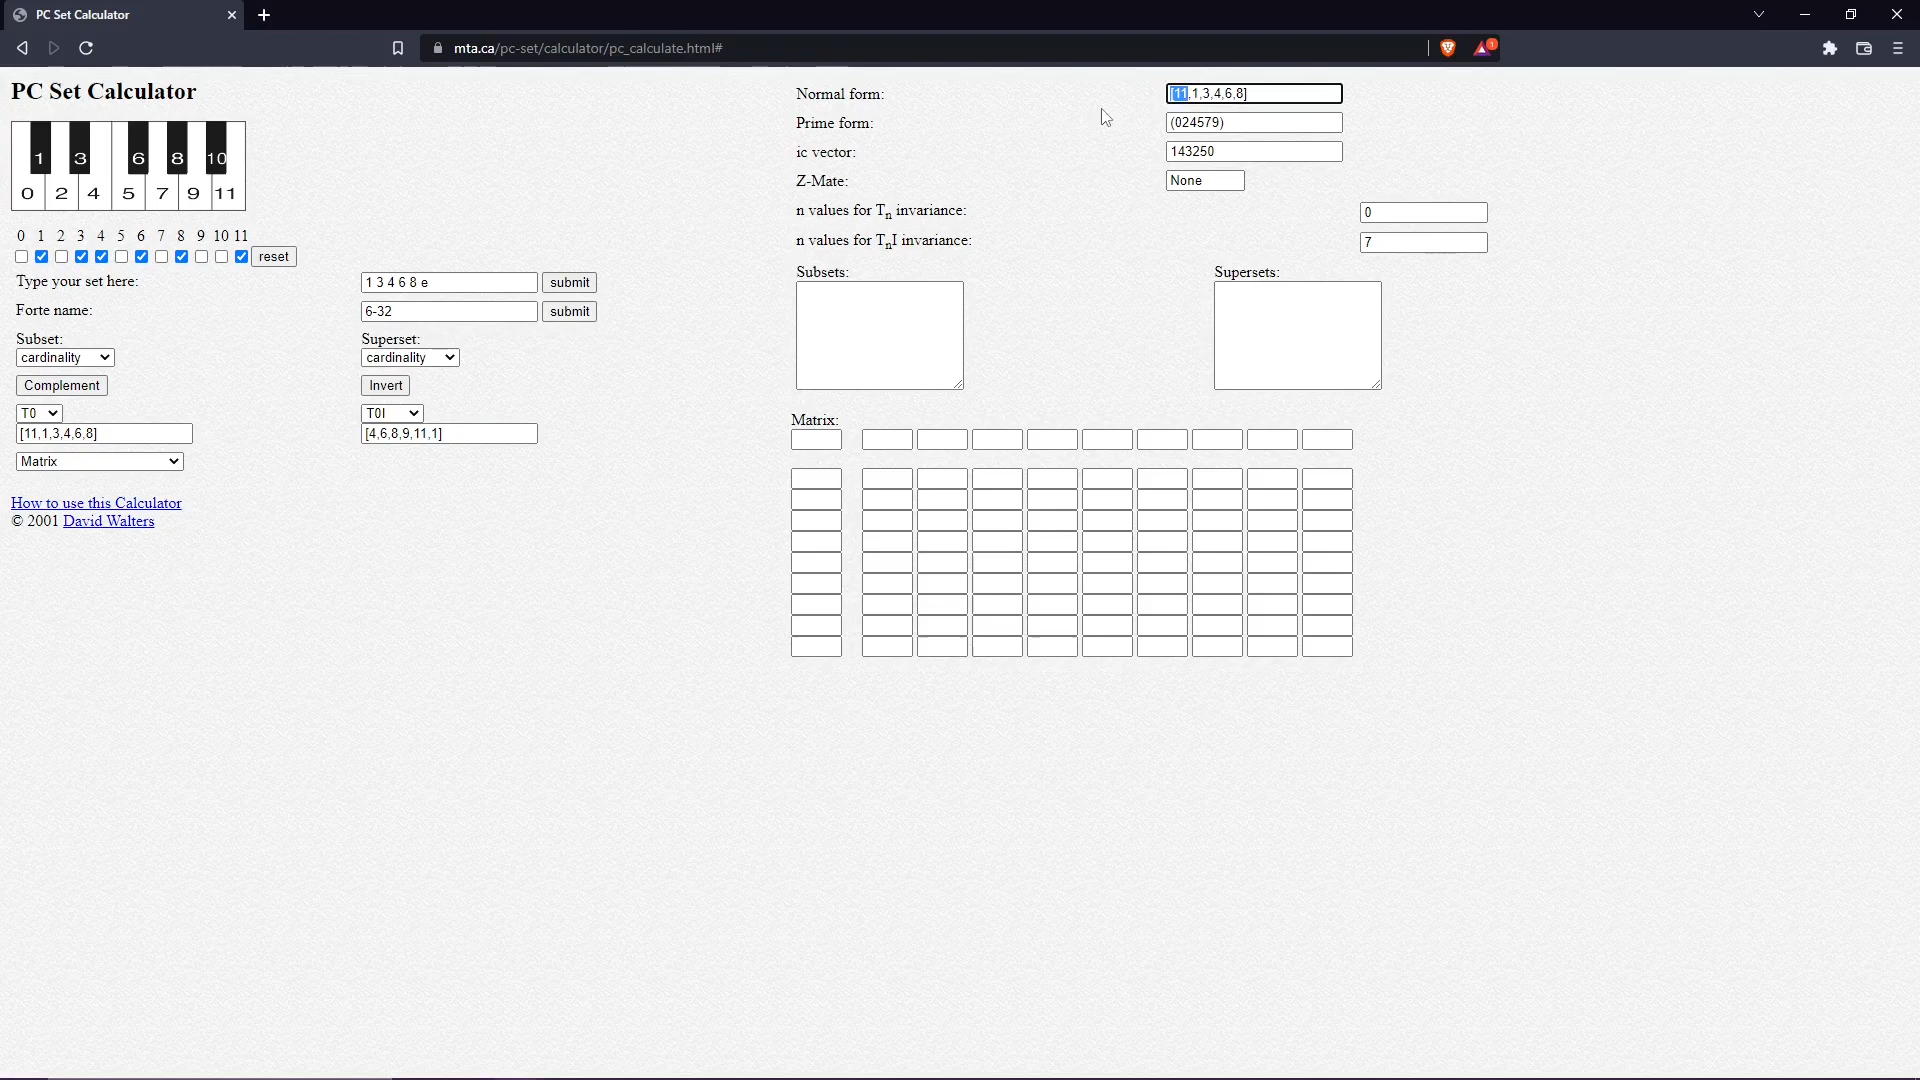 PC Set Calculator
mta.ca/pc-set/calculator/pc_calculate.html#
1
PC Set Calculator
1 3 6 8 10
0 2 4 5 7 9 11
0 1 2 3 4 5 6 7 8 9 10 11
reset
Type your set here: 1 3 4 6 8 e submit
Forte name: 6-32 submit
Subset: Superset:
cardinality cardinality
Complement Invert
T0 T0I
[11,1,3,4,6,8] [4,6,8,9,11,1]
Matrix
How to use this Calculator
© 2001 David Walters
Normal form: [11,1,3,4,6,8]
Prime form: (024579)
ic vector: 143250
Z-Mate: None
n values for Tn invariance: 0
n values for TnI invariance: 7
Subsets: Supersets:
Matrix: